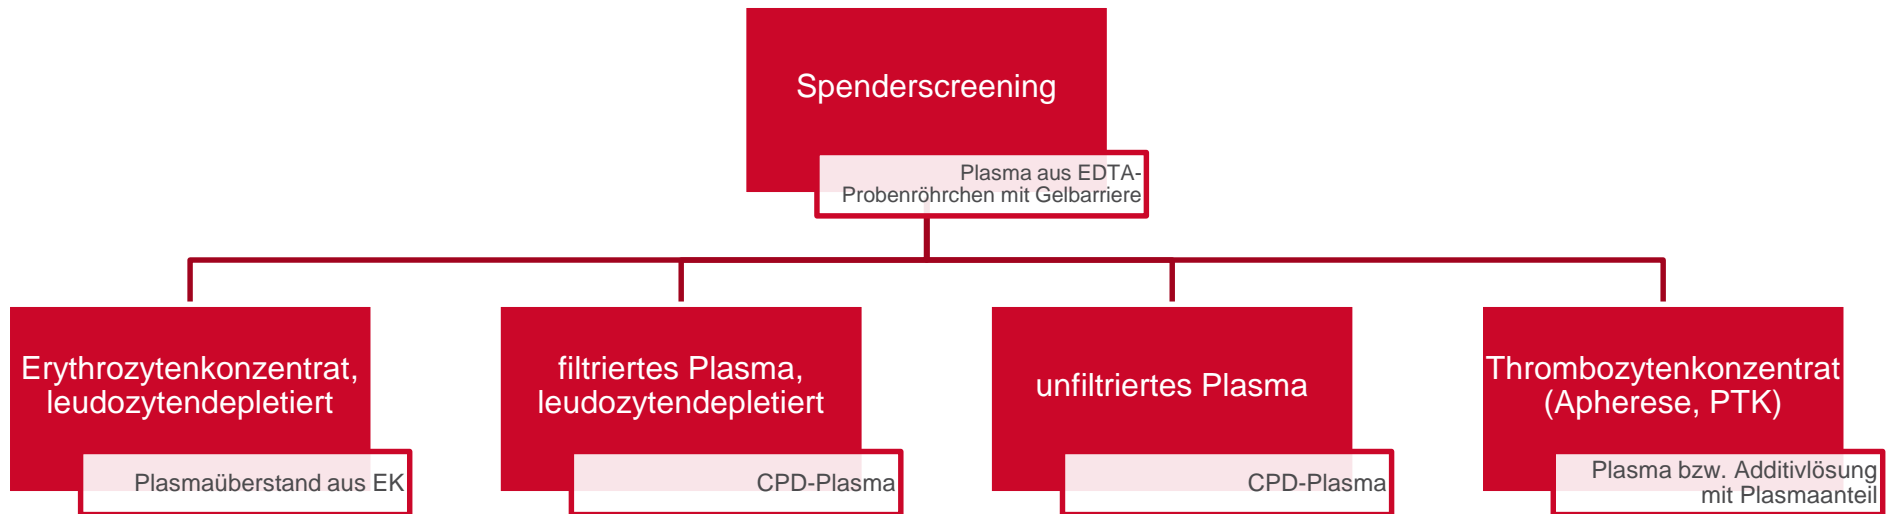 Spenderscreening
Plasma aus EDTA-
Probenröhrchen mit Gelbarriere
Erythrozytenkonzentrat,
leudozytendepletiert
Plasmaüberstand aus EK
filtriertes Plasma,
leudozytendepletiert
CPD-Plasma
unfiltriertes Plasma
CPD-Plasma
Thrombozytenkonzentrat
(Apherese, PTK)
Plasma bzw. Additivlösung
mit Plasmaanteil